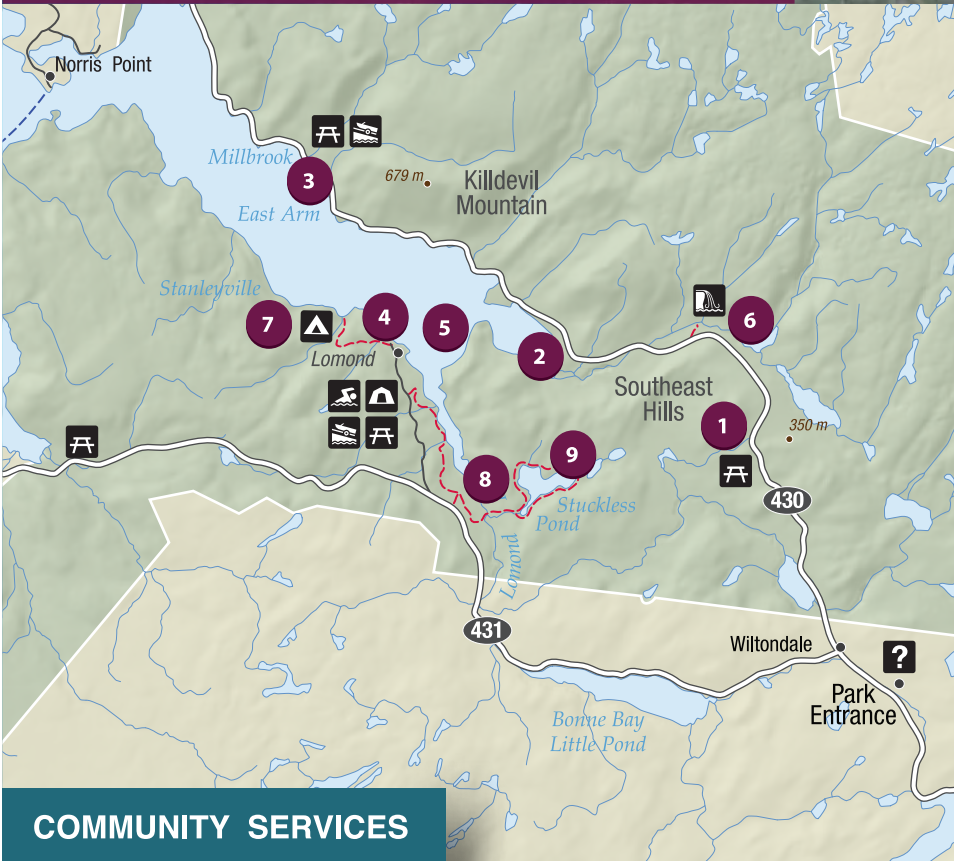 Norris Point
Millbrook
3
East Arm
679 m
Killdevil
Mountain
Stanleyville
7
4
5
6
Lomond
2
Southeast
Hills
1
350 m
9
8
Stuckless
Pond
430
Lomond
431
Wiltondale
?
Park
Entrance
Bonne Bay
Little Pond
COMMUNITY SERVICES